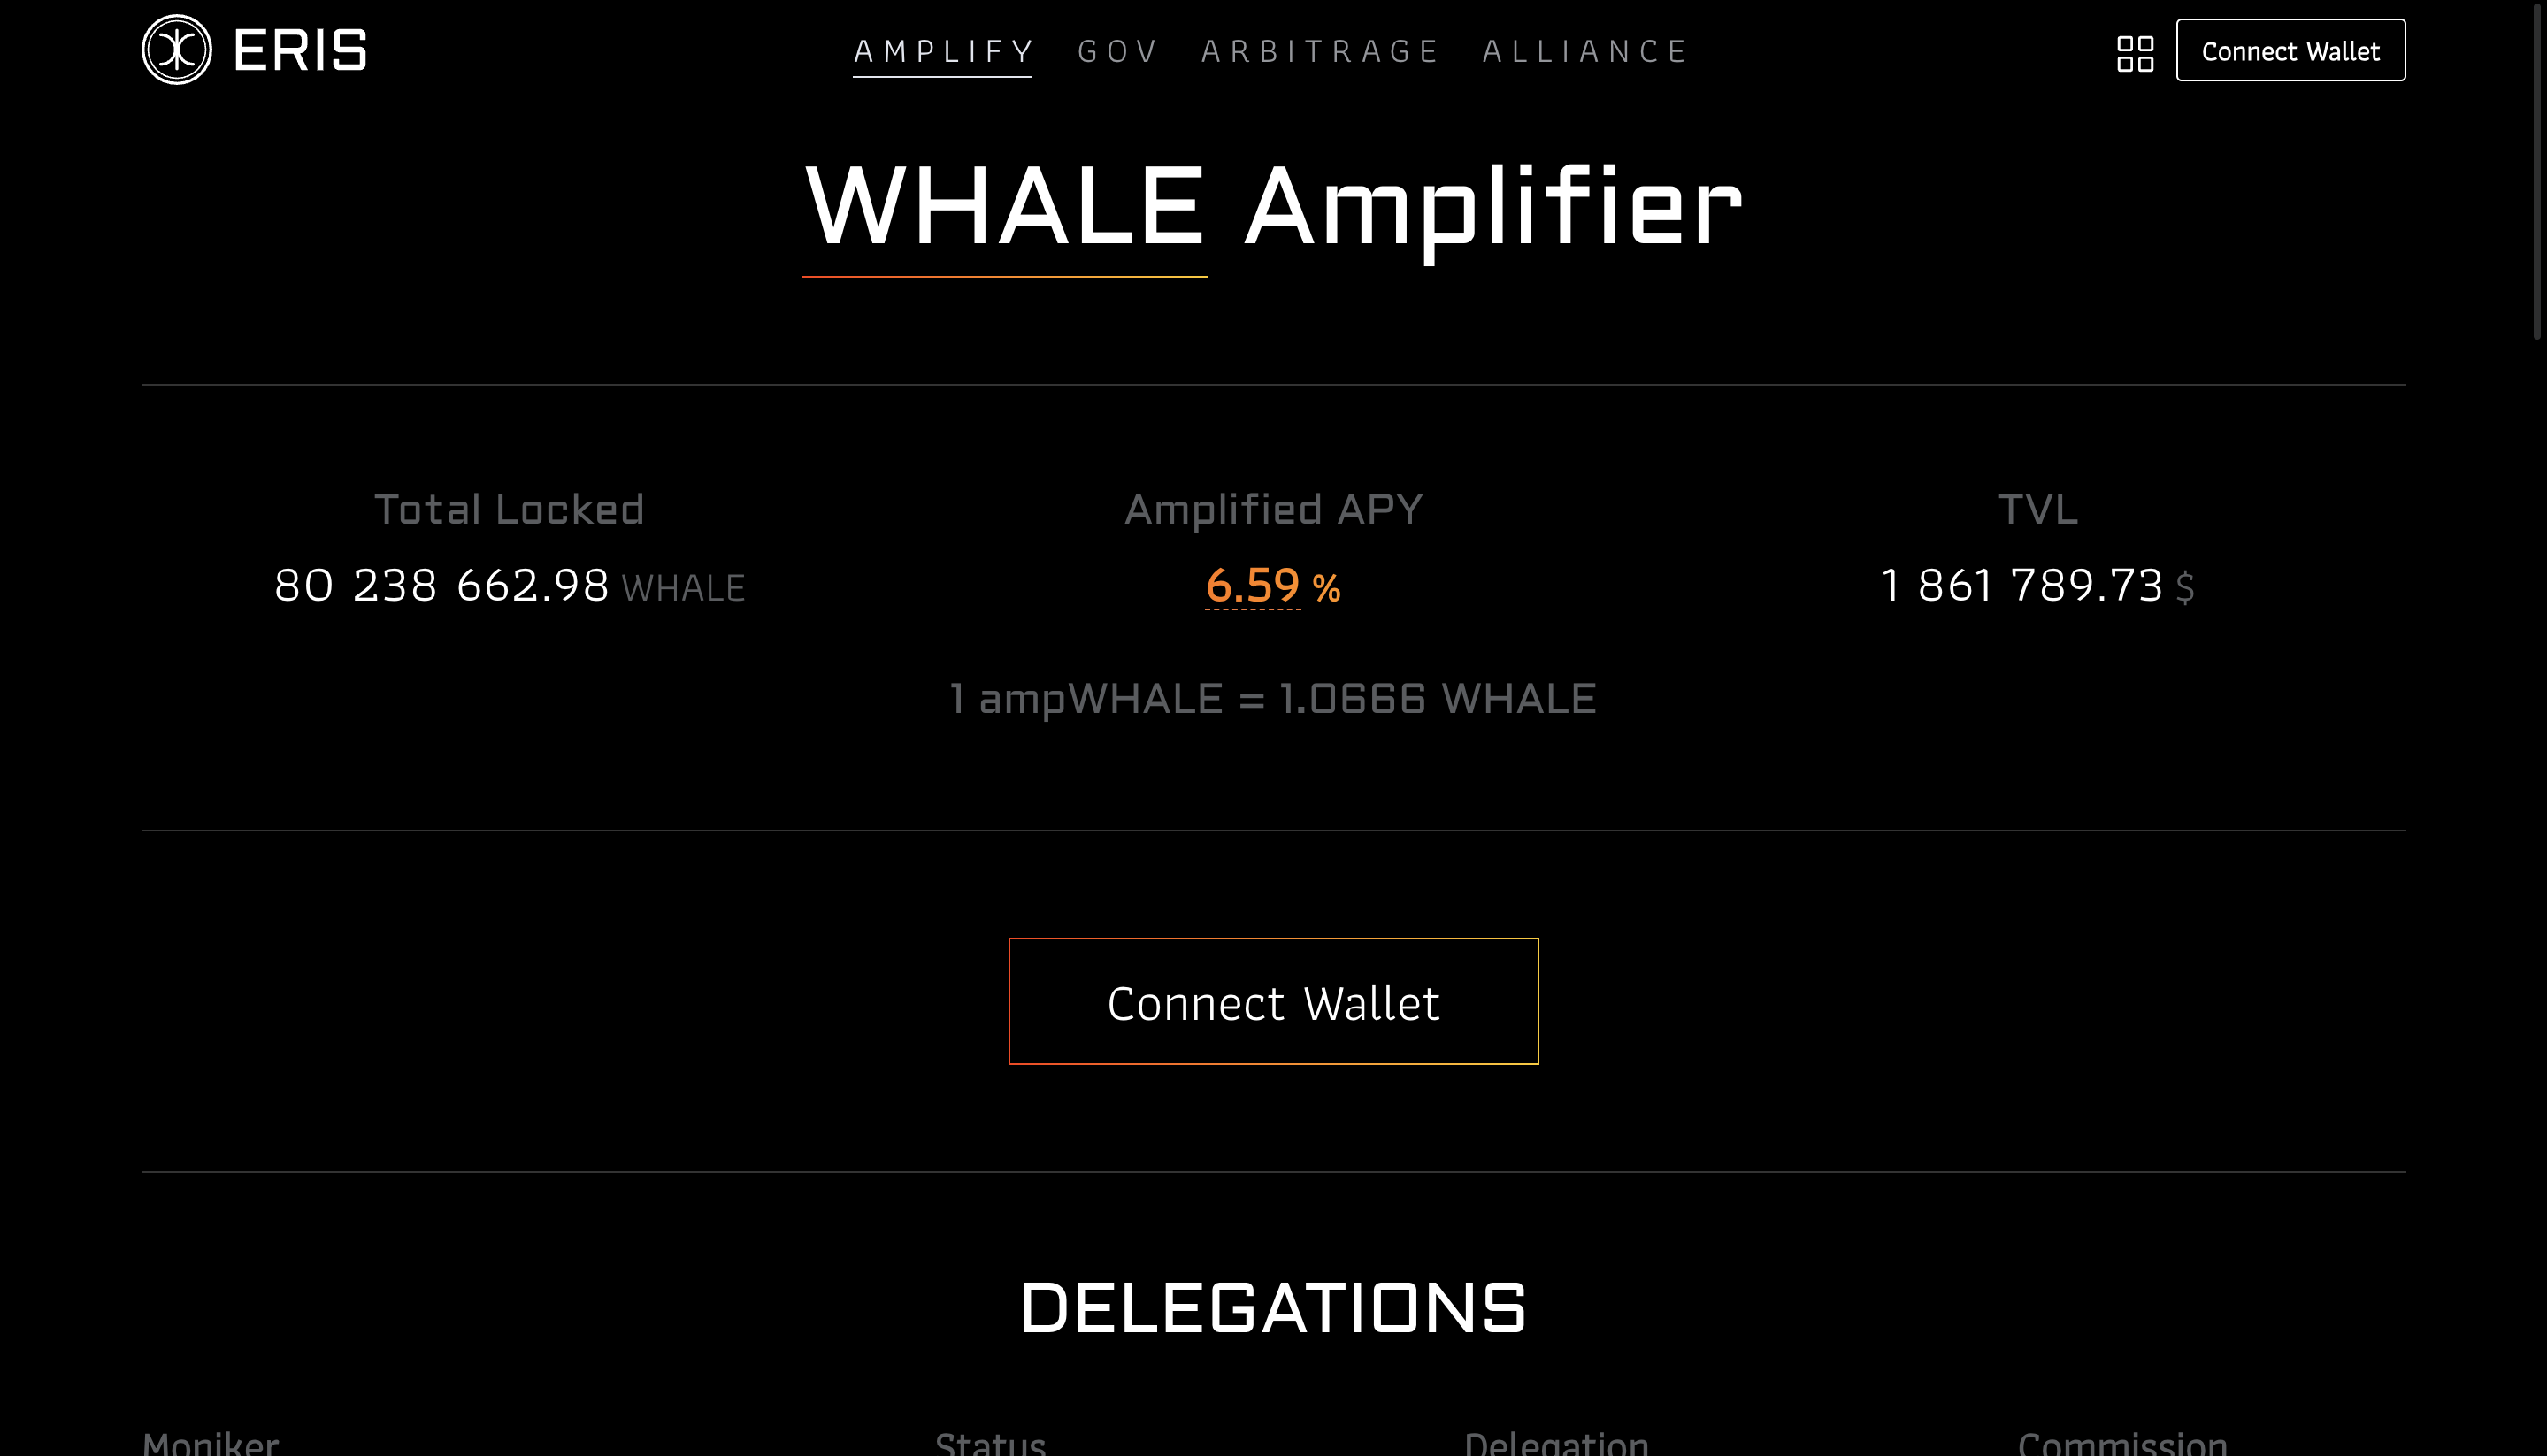 ERIS
AMPLIFY GOV ARBITRAGE ALLIANCE
Connect Wallet
WHALE Amplifier
Total Locked
80 238 662.98 WHALE
Amplified APY
6.59 %
TVL
1 861 789.73 $
1 ampWHALE = 1.0666 WHALE
Connect Wallet
DELEGATIONS
Moniker Status Delegation Commission